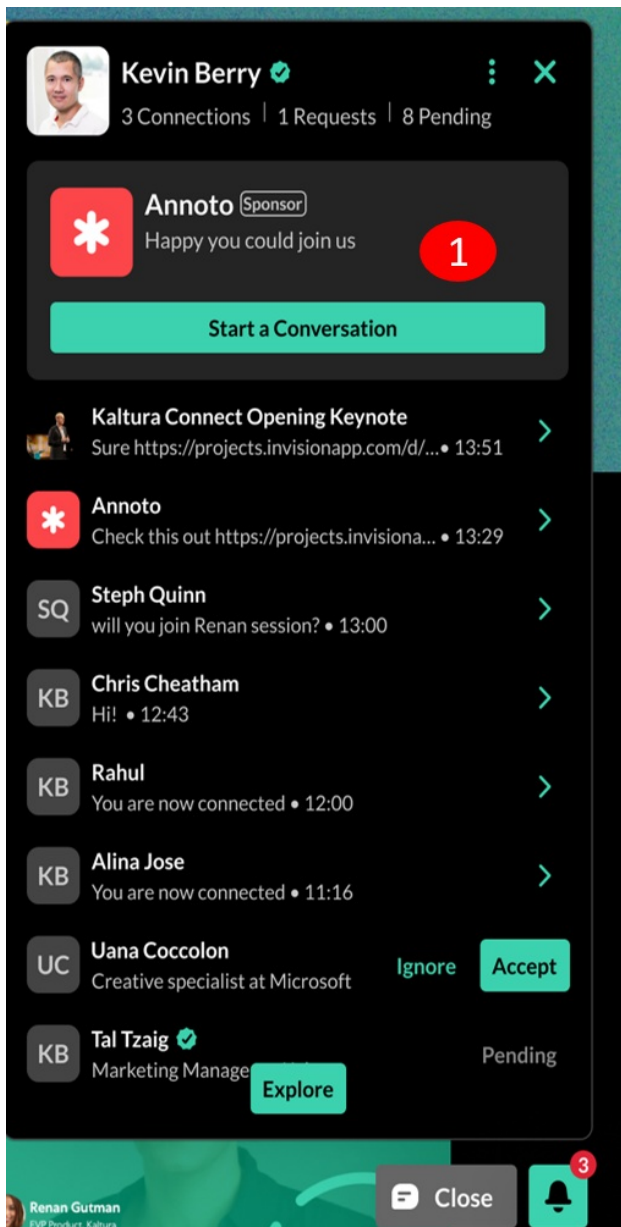 Kevin Berry
3 Connections | 1 Requests | 8 Pending
Annoto Sponsor
Happy you could join us
1
Start a Conversation
Kaltura Connect Opening Keynote
Sure https://projects.invisionapp.com/d/...• 13:51
Annoto
Check this out https://projects.invisiona... • 13:29
SQ
Steph Quinn
will you join Renan session? • 13:00
KB
Chris Cheatham
Hi! • 12:43
KB
Rahul
You are now connected • 12:00
KB
Alina Jose
You are now connected • 11:16
UC
Uana Coccolon
Creative specialist at Microsoft
Ignore
Accept
KB
Tal Tzaig
Marketing Manage
Pending
Explore
3
Renan Gutman
EVP Product, Kaltura
Close